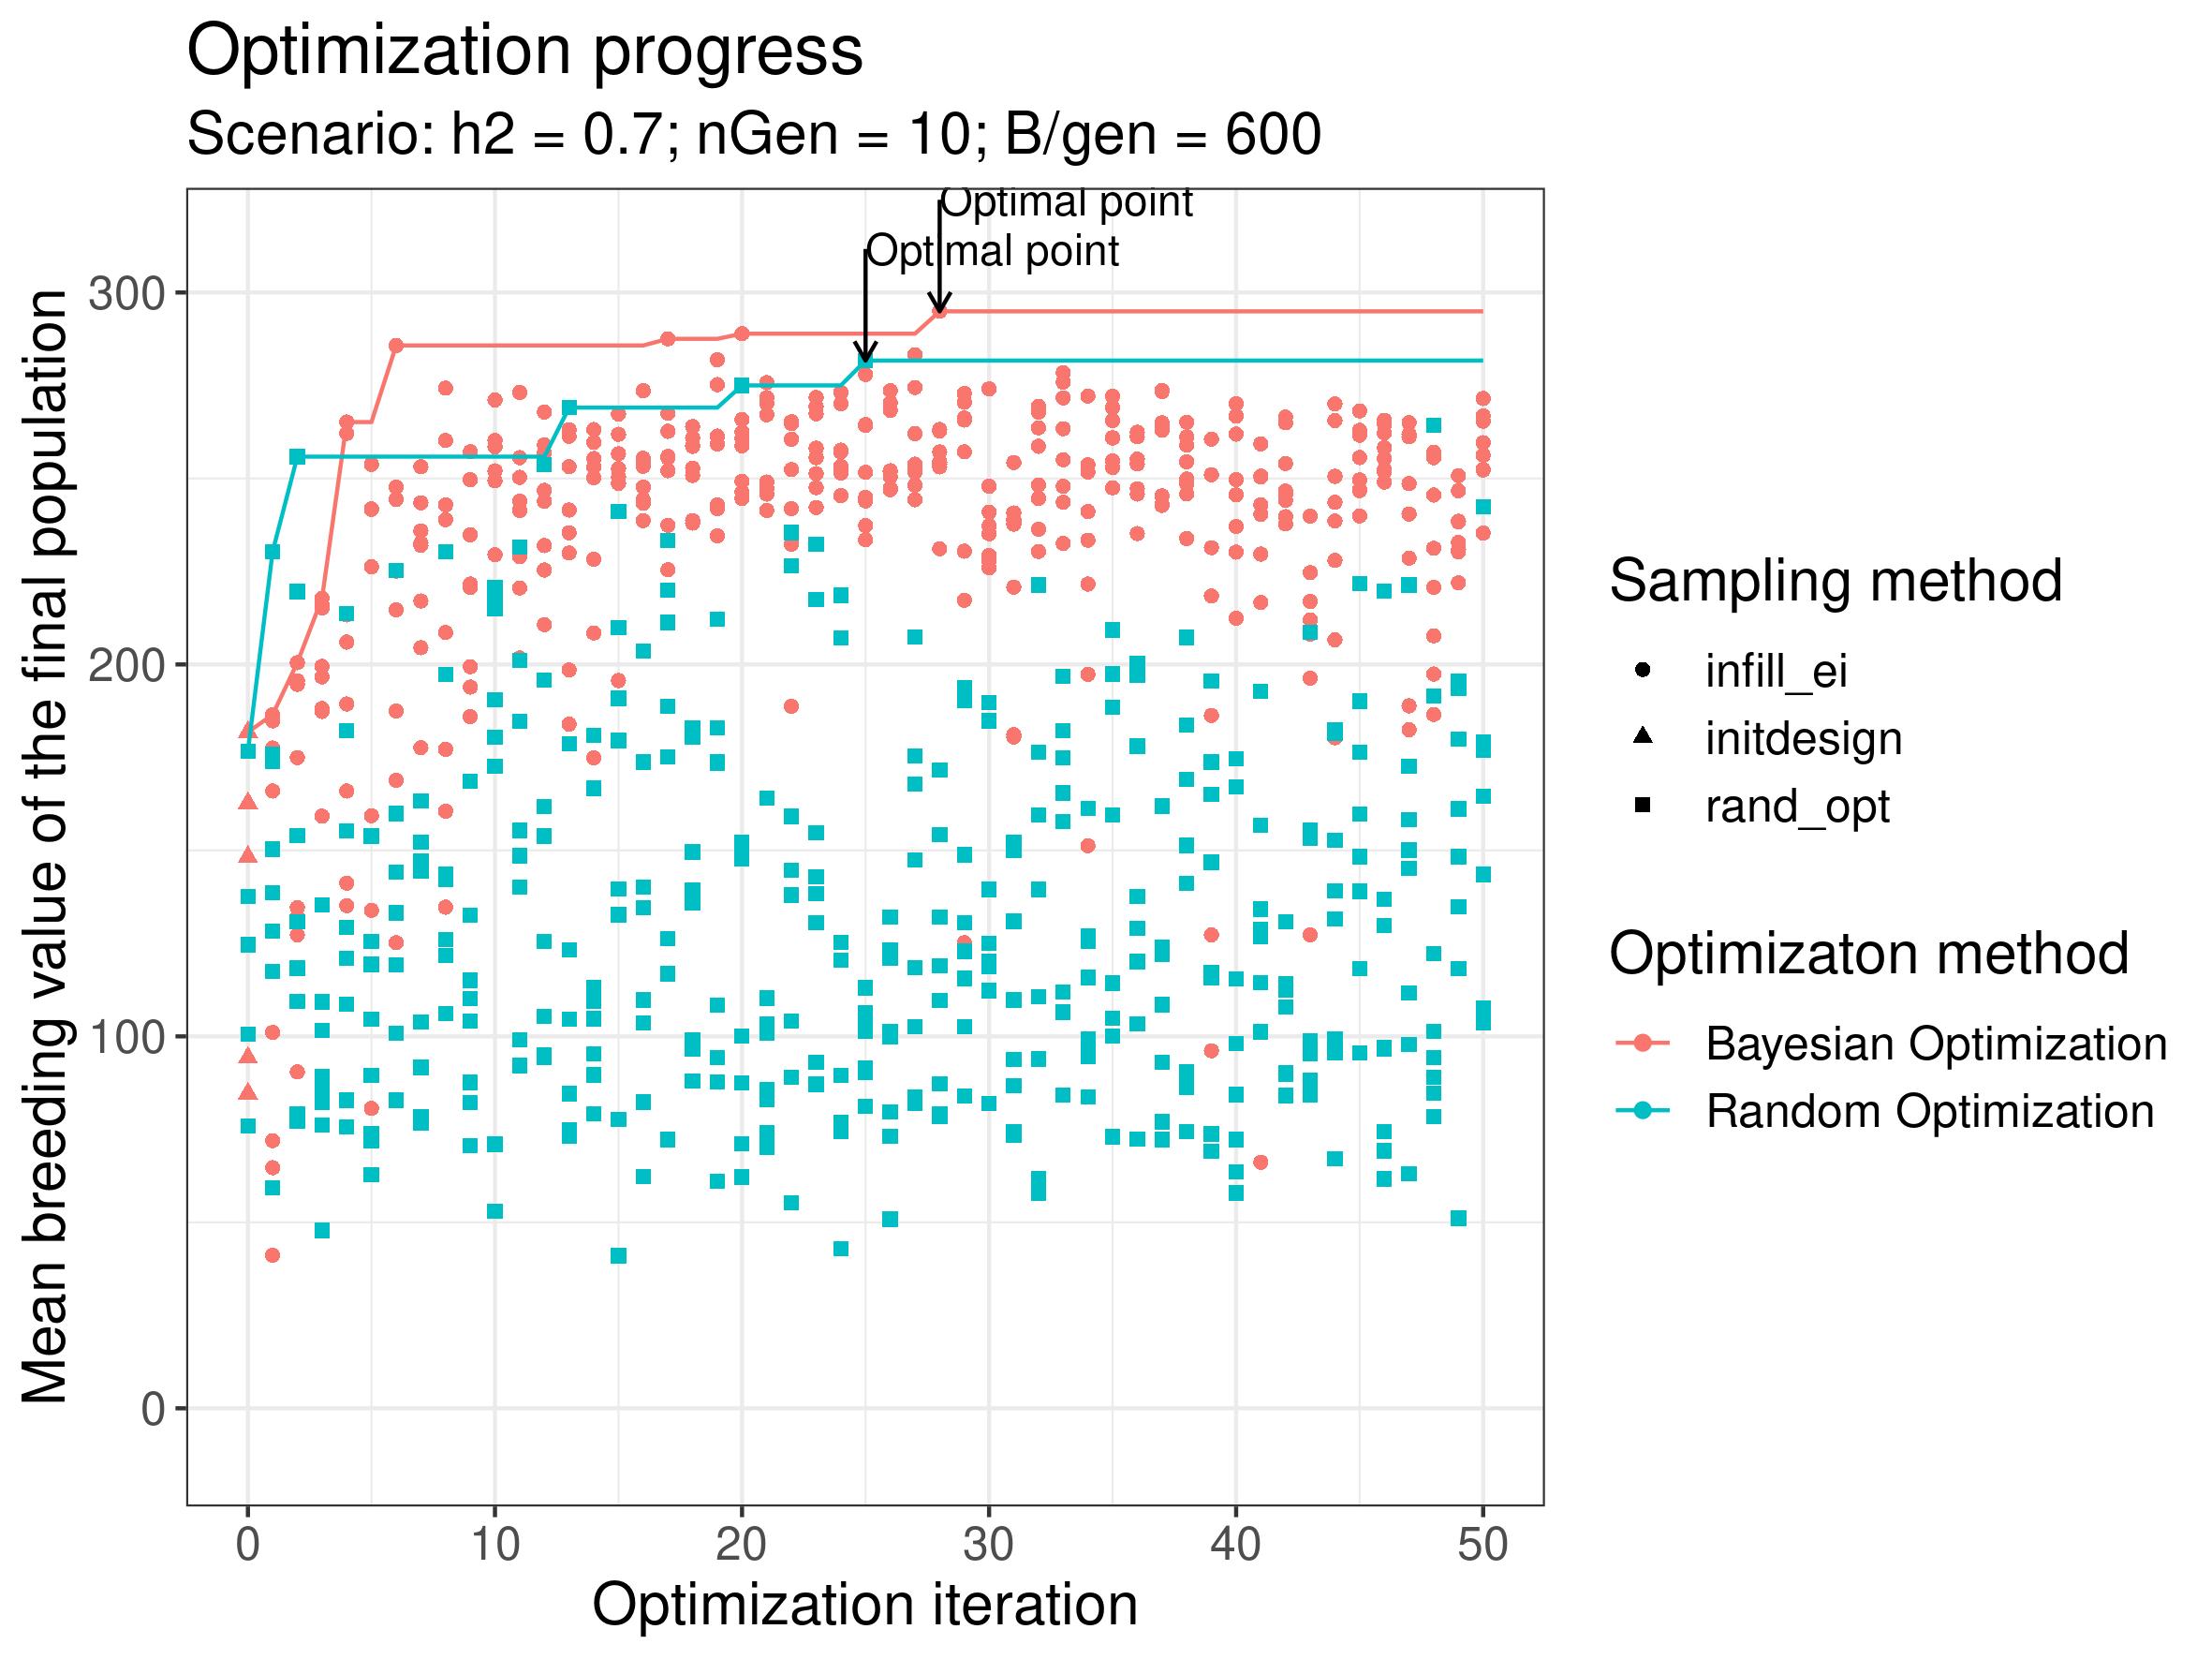 Optimization progress
Scenario: h2 = 0.7; nGen = 10; B/gen = 600
Optimal point
Optimal point
Mean breeding value of the final population
300
200
100
0
0
10
20
30
40
50
Optimization iteration
Sampling method
infill_ei
initdesign
rand_opt
Optimizaton method
Bayesian Optimization
Random Optimization